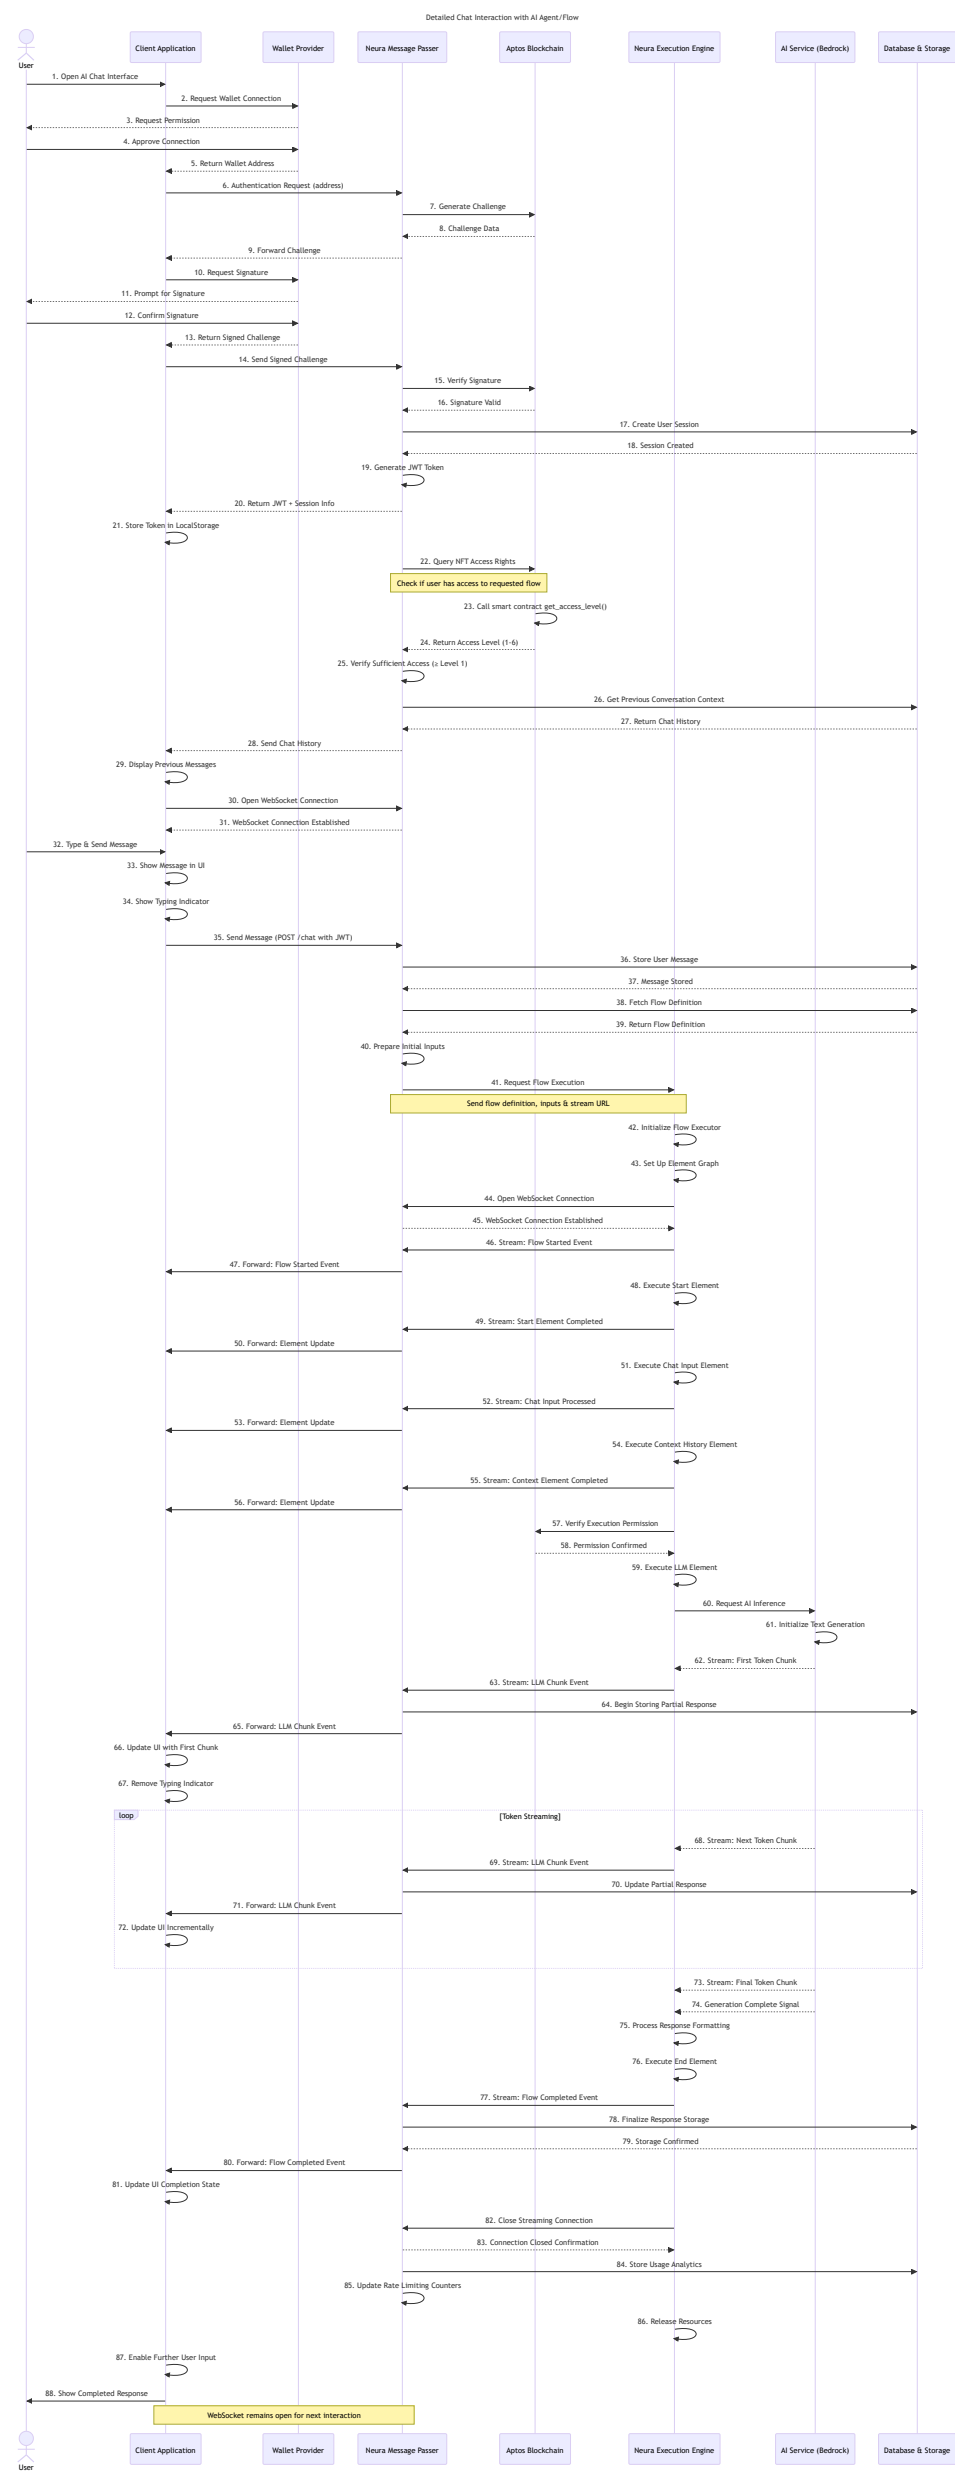 Detailed Chat Interaction with AI Agent/Flow
User
Client Application
Wallet Provider
Neura Message Passer
Aptos Blockchain
Neura Execution Engine
AI Service (Bedrock)
Database & Storage
1. Open AI Chat Interface
2. Request Wallet Connection
3. Request Permission
4. Approve Connection
5. Return Wallet Address
6. Authentication Request (address)
7. Generate Challenge
8. Challenge Data
9. Forward Challenge
10. Request Signature
11. Prompt for Signature
12. Confirm Signature
13. Return Signed Challenge
14. Send Signed Challenge
15. Verify Signature
16. Signature Valid
17. Create User Session
18. Session Created
19. Generate JWT Token
20. Return JWT + Session Info
21. Store Token in LocalStorage
22. Query NFT Access Rights
Check if user has access to requested flow
23. Call smart contract get_access_level()
24. Return Access Level (1-6)
25. Verify Sufficient Access (≥ Level 1)
26. Get Previous Conversation Context
27. Return Chat History
28. Send Chat History
29. Display Previous Messages
30. Open WebSocket Connection
31. WebSocket Connection Established
32. Type & Send Message
33. Show Message in UI
34. Show Typing Indicator
35. Send Message (POST /chat with JWT)
36. Store User Message
37. Message Stored
38. Fetch Flow Definition
39. Return Flow Definition
40. Prepare Initial Inputs
41. Request Flow Execution
Send flow definition, inputs & stream URL
42. Initialize Flow Executor
43. Set Up Element Graph
44. Open WebSocket Connection
45. WebSocket Connection Established
46. Stream: Flow Started Event
47. Forward: Flow Started Event
48. Execute Start Element
49. Stream: Start Element Completed
50. Forward: Element Update
51. Execute Chat Input Element
52. Stream: Chat Input Processed
53. Forward: Element Update
54. Execute Context History Element
55. Stream: Context Element Completed
56. Forward: Element Update
57. Verify Execution Permission
58. Permission Confirmed
59. Execute LLM Element
60. Request AI Inference
61. Initialize Text Generation
62. Stream: First Token Chunk
63. Stream: LLM Chunk Event
64. Begin Storing Partial Response
65. Forward: LLM Chunk Event
66. Update UI with First Chunk
67. Remove Typing Indicator
loop
[Token Streaming]
68. Stream: Next Token Chunk
69. Stream: LLM Chunk Event
70. Update Partial Response
71. Forward: LLM Chunk Event
72. Update UI Incrementally
73. Stream: Final Token Chunk
74. Generation Complete Signal
75. Process Response Formatting
76. Execute End Element
77. Stream: Flow Completed Event
78. Finalize Response Storage
79. Storage Confirmed
80. Forward: Flow Completed Event
81. Update UI Completion State
82. Close Streaming Connection
83. Connection Closed Confirmation
84. Store Usage Analytics
85. Update Rate Limiting Counters
86. Release Resources
87. Enable Further User Input
88. Show Completed Response
WebSocket remains open for next interaction
User
Client Application
Wallet Provider
Neura Message Passer
Aptos Blockchain
Neura Execution Engine
AI Service (Bedrock)
Database & Storage